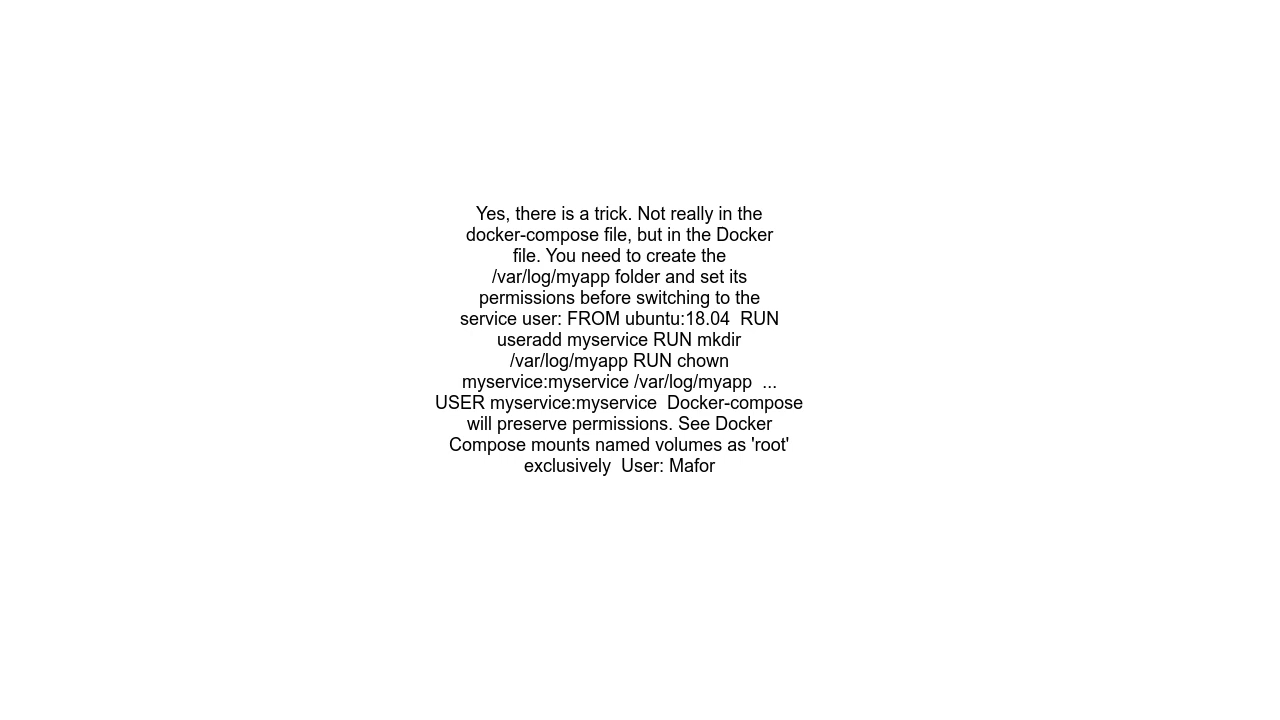 Yes, there is a trick. Not really in the
docker-compose file, but in the Docker
file. You need to create the
/var/log/myapp folder and set its
permissions before switching to the
service user: FROM ubuntu:18.04  RUN
useradd myservice RUN mkdir
/var/log/myapp RUN chown
myservice:myservice /var/log/myapp  ...
USER myservice:myservice  Docker-compose
will preserve permissions. See Docker
Compose mounts named volumes as 'root'
exclusively  User: Mafor